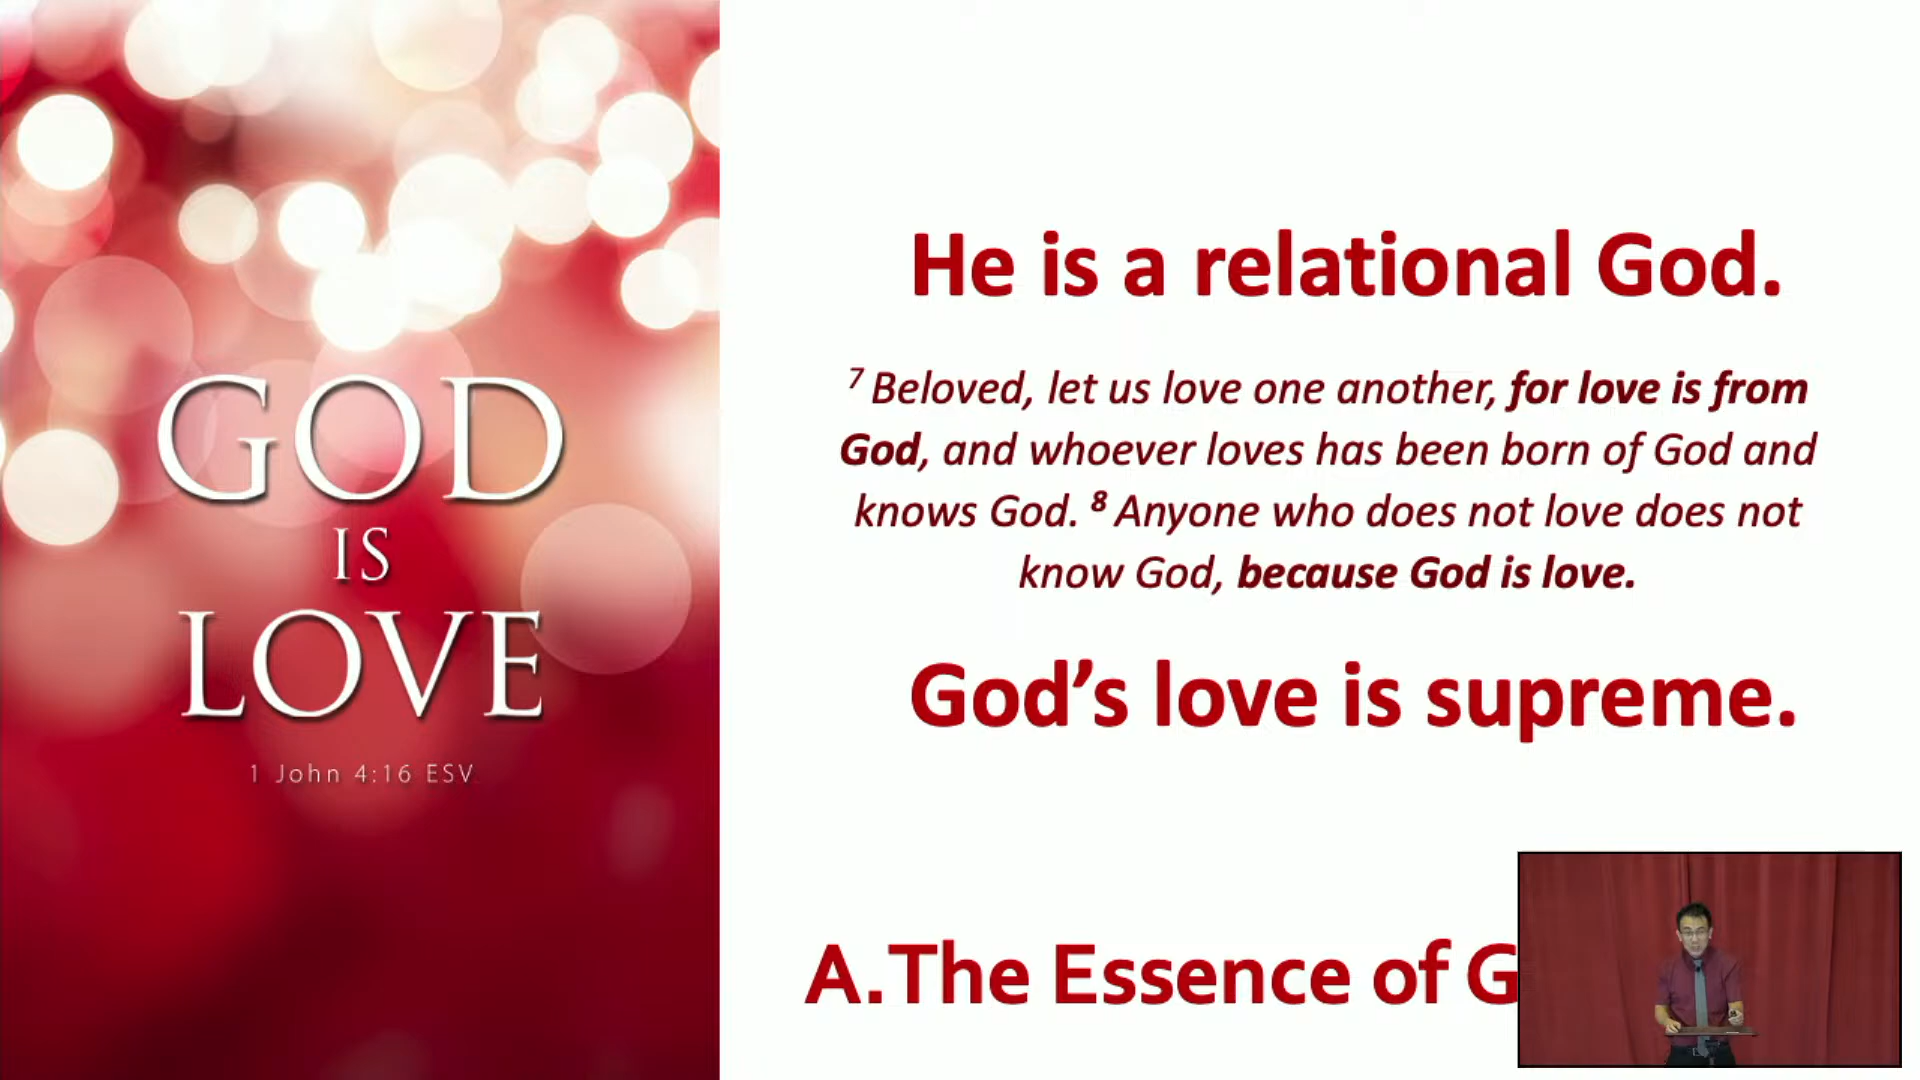 GOD
IS
LOVE
1 John 4:16 ESV
He is a relational God.
⁷ Beloved, let us love one another, for love is from
God, and whoever loves has been born of God and
knows God. ⁸ Anyone who does not love does not
know God, because God is love.
God’s love is supreme.
A.The Essence of